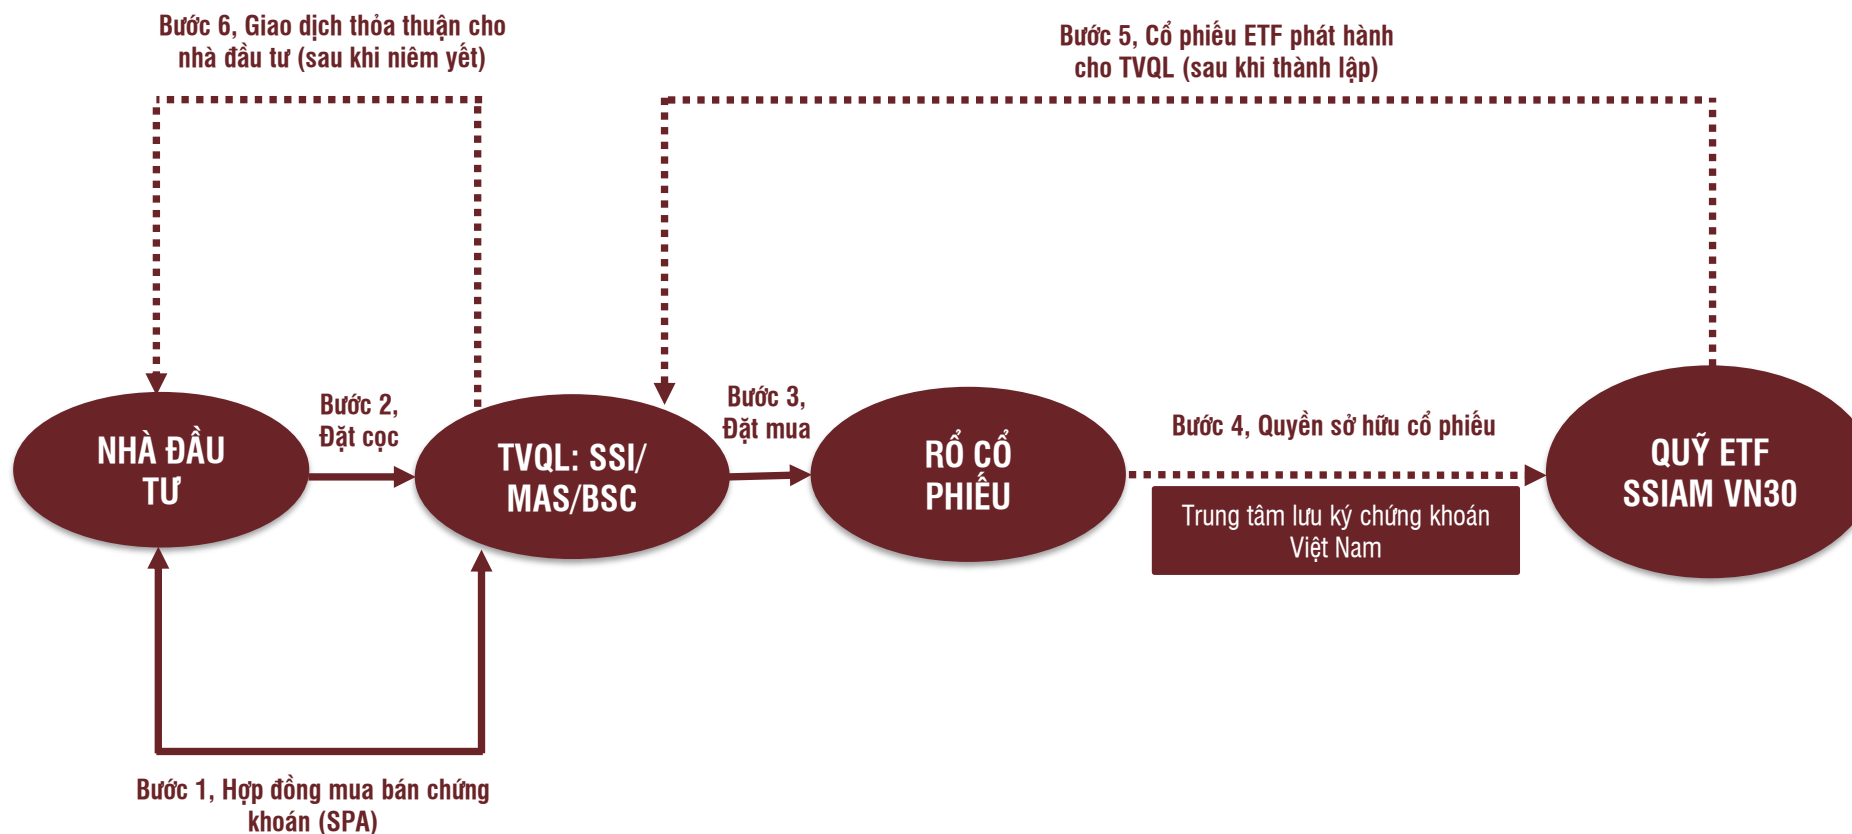 Bước 6, Giao dịch thỏa thuận cho
nhà đầu tư (sau khi niêm yết)
Bước 5, Cổ phiếu ETF phát hành
cho TVQL (sau khi thành lập)
NHÀ ĐẦU
TƯ
Bước 2,
Đặt cọc
TVQL: SSI/
MAS/BSC
Bước 3,
Đặt mua
RỔ CỔ
PHIẾU
Bước 4, Quyền sở hữu cổ phiếu
Trung tâm lưu ký chứng khoán
Việt Nam
QUỸ ETF
SSIAM VN30
Bước 1, Hợp đồng mua bán chứng
khoán (SPA)